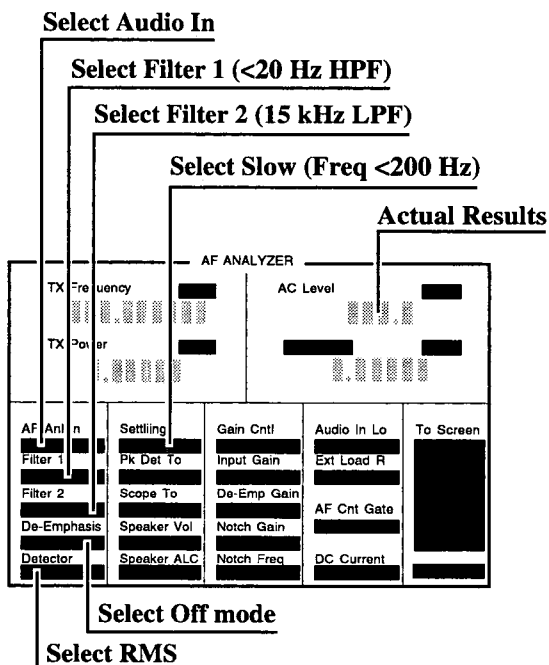 Select Audio In
Select Filter 1 (<20 Hz HPF)
Select Filter 2 (15 kHz LPF)
Select Slow (Freq <200 Hz)
Actual Results
AF ANALYZER
TX Frequency
AC Level
TX Power
AF Anl In
Settliing
Gain Cntl
Audio In Lo
To Screen
Filter 1
Pk Det To
Input Gain
Ext Load R
Filter 2
Scope To
De-Emp Gain
AF Cnt Gate
De-Emphasis
Speaker Vol
Notch Gain
Detector
Speaker ALC
Notch Freq
DC Current
Select Off mode
Select RMS